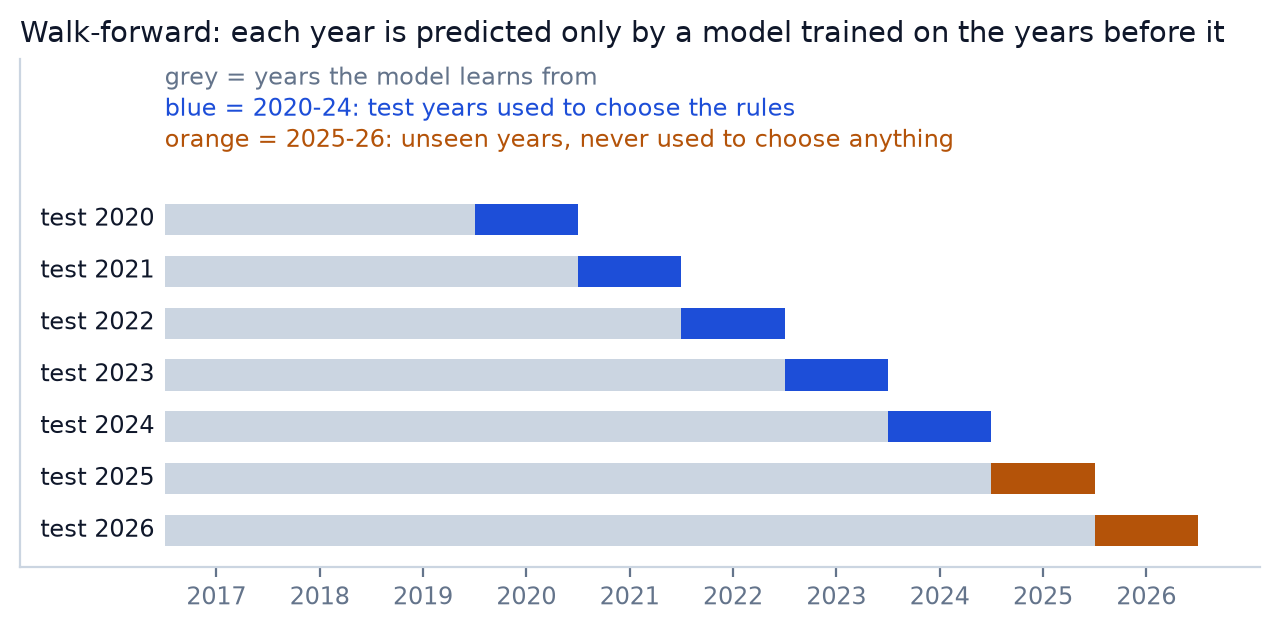 Walk-forward: each year is predicted only by a model trained on the years before it
grey = years the model learns from
blue = 2020-24: test years used to choose the rules
orange = 2025-26: unseen years, never used to choose anything
test 2020
test 2021
test 2022
test 2023
test 2024
test 2025
test 2026
2017 2018 2019 2020 2021 2022 2023 2024 2025 2026